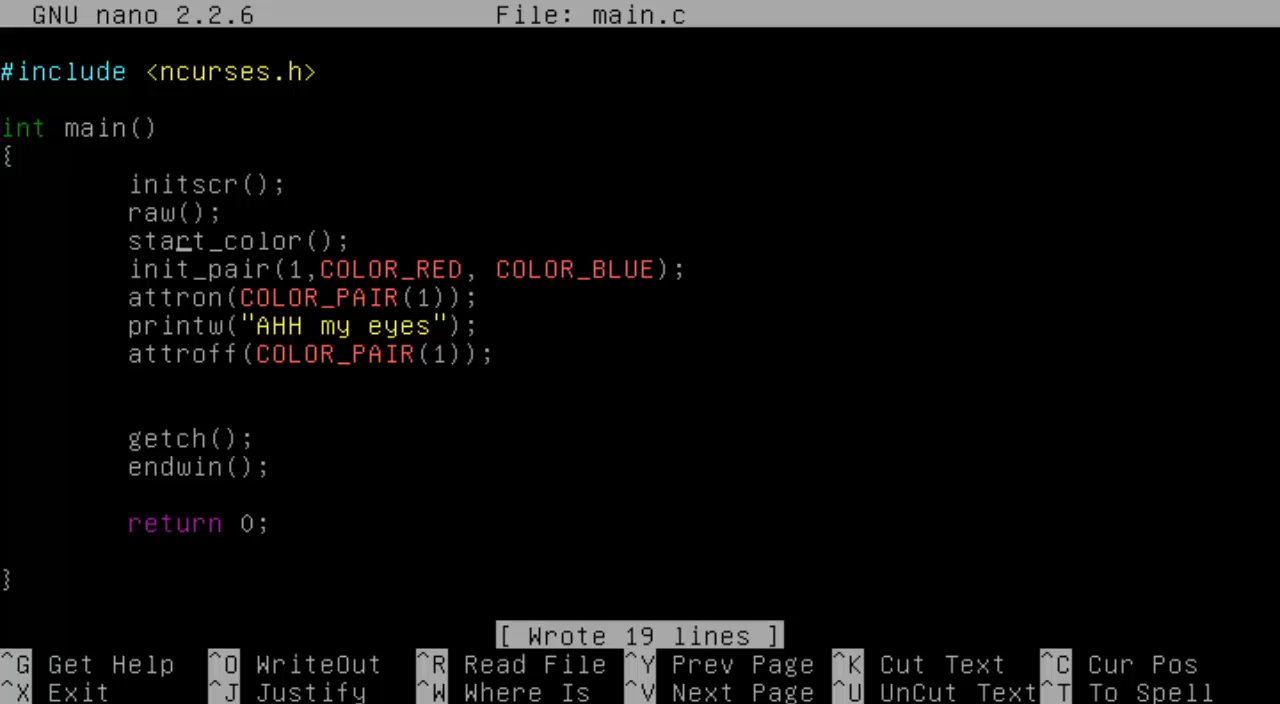 GNU nano 2.2.6 File: main.c
#include <ncurses.h>
int main()
{
initscr();
raw();
start_color();
init_pair(1,COLOR_RED, COLOR_BLUE);
attron(COLOR_PAIR(1));
printw("AHH my eyes");
attroff(COLOR_PAIR(1));
getch();
endwin();
return 0;
}
[ Wrote 19 lines ]
^G Get Help ^O WriteOut ^R Read File ^Y Prev Page ^K Cut Text ^C Cur Pos
^X Exit ^J Justify ^W Where Is ^V Next Page ^U UnCut Text ^T To Spell